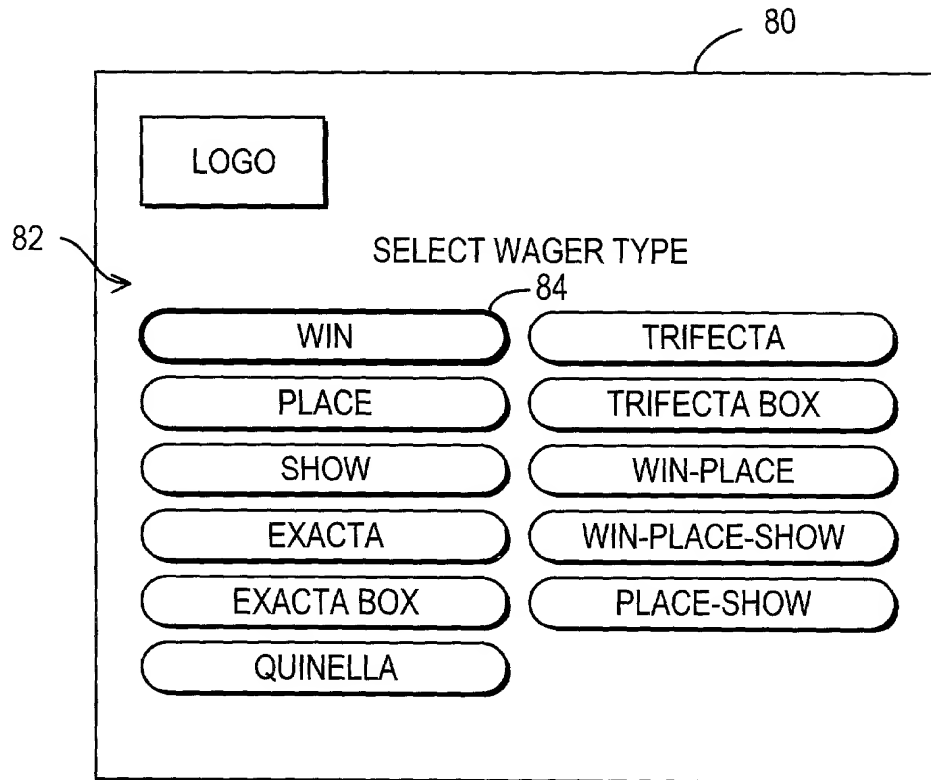 80
LOGO
82
SELECT WAGER TYPE
84
WIN
TRIFECTA
PLACE
TRIFECTA BOX
SHOW
WIN-PLACE
EXACTA
WIN-PLACE-SHOW
EXACTA BOX
PLACE-SHOW
QUINELLA